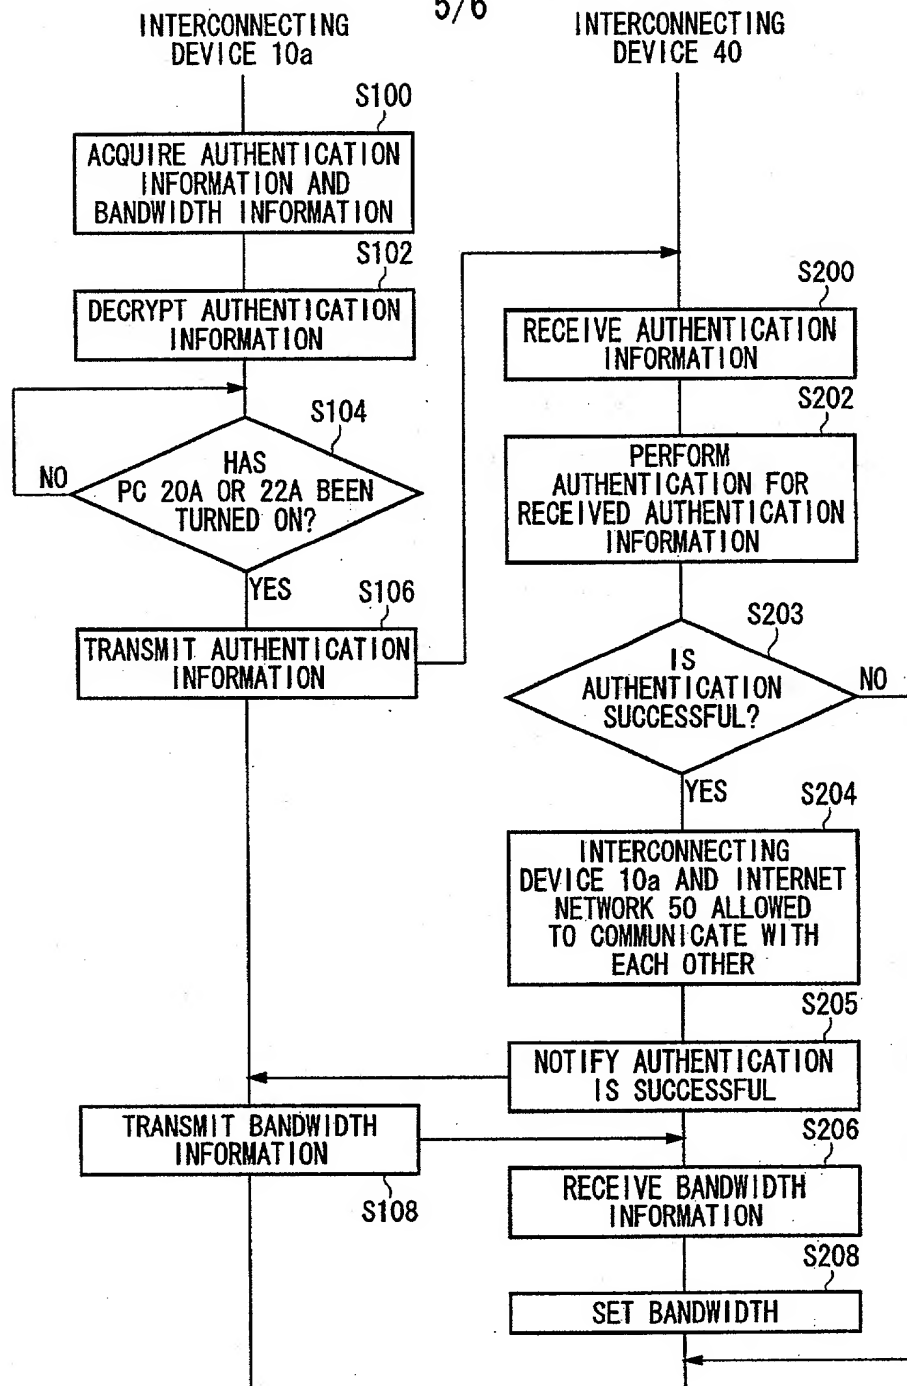 5/6
INTERCONNECTING
DEVICE 10a
S100
ACQUIRE AUTHENTICATION
INFORMATION AND
BANDWIDTH INFORMATION
S102
DECRYPT AUTHENTICATION
INFORMATION
S104
HAS
PC 20A OR 22A BEEN
TURNED ON?
NO
YES
S106
TRANSMIT AUTHENTICATION
INFORMATION
TRANSMIT BANDWIDTH
INFORMATION
S108
INTERCONNECTING
DEVICE 40
S200
RECEIVE AUTHENTICATION
INFORMATION
S202
PERFORM
AUTHENTICATION FOR
RECEIVED AUTHENTICATION
INFORMATION
S203
IS
AUTHENTICATION
SUCCESSFUL?
NO
YES
S204
INTERCONNECTING
DEVICE 10a AND INTERNET
NETWORK 50 ALLOWED
TO COMMUNICATE WITH
EACH OTHER
S205
NOTIFY AUTHENTICATION
IS SUCCESSFUL
S206
RECEIVE BANDWIDTH
INFORMATION
S208
SET BANDWIDTH